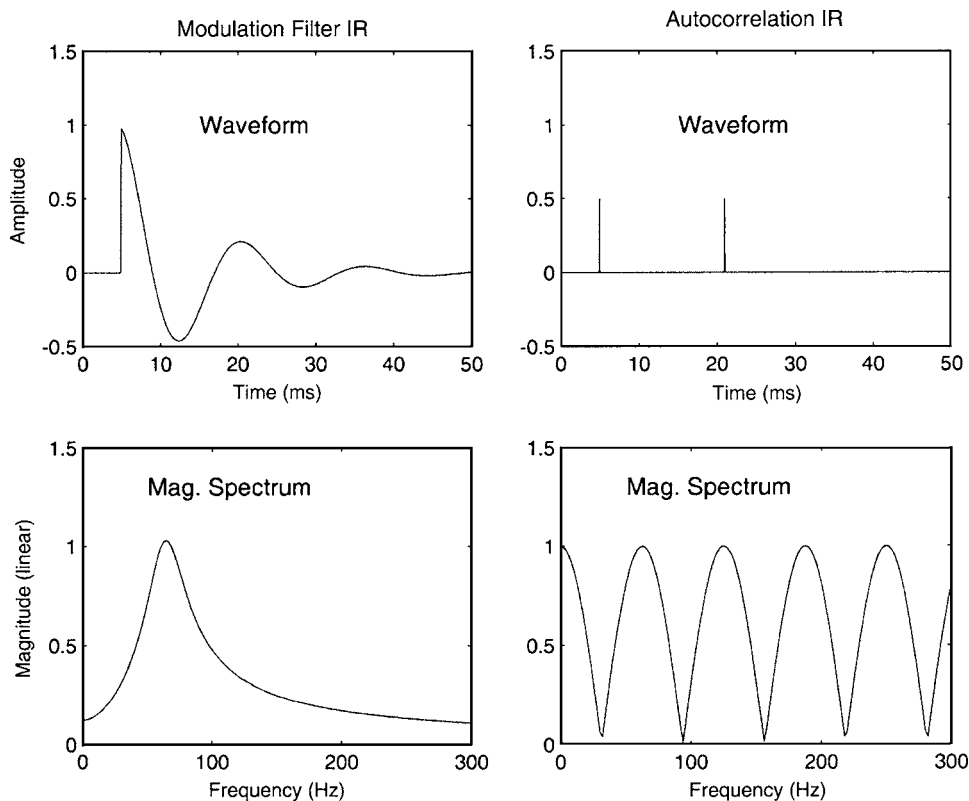 Modulation Filter IR
Autocorrelation IR
1.5
1
0.5
0
-0.5
Amplitude
Waveform
0 10 20 30 40 50
Time (ms)
1.5
1
0.5
0
-0.5
Waveform
0 10 20 30 40 50
Time (ms)
1.5
1
0.5
0
Magnitude (linear)
Mag. Spectrum
0 100 200 300
Frequency (Hz)
1.5
1
0.5
0
Mag. Spectrum
0 100 200 300
Frequency (Hz)